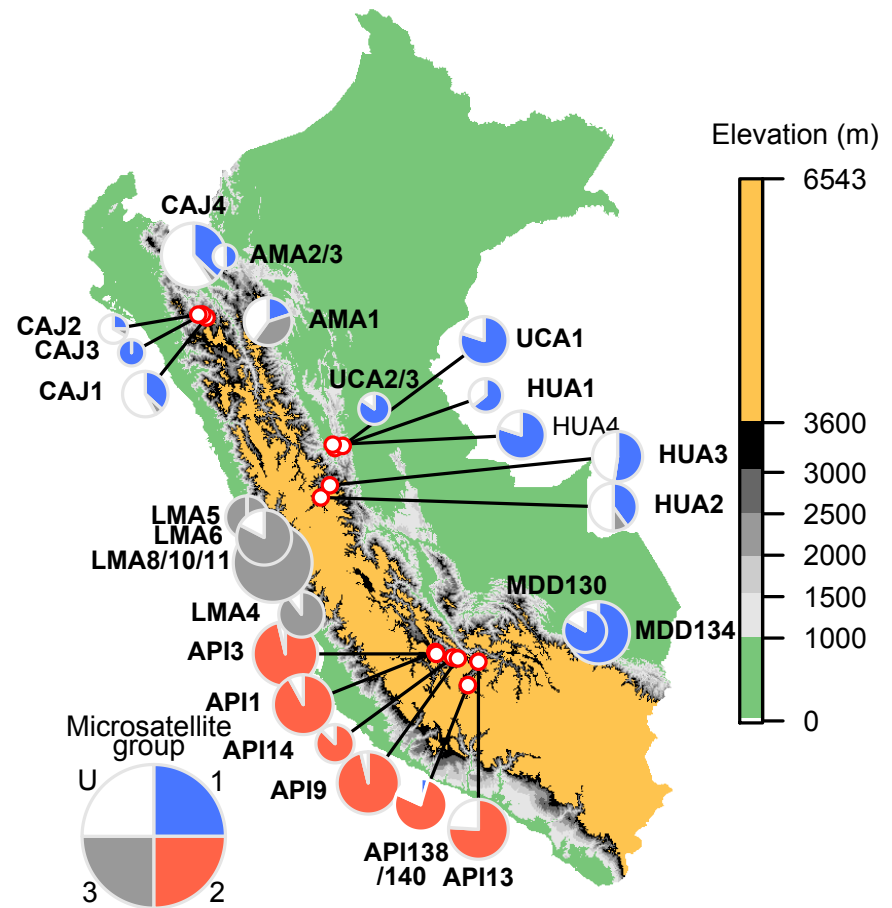 Elevation (m)
6543
3600
3000
2500
2000
1500
1000
0
CAJ4
AMA2/3
AMA1
CAJ2
CAJ3
CAJ1
UCA1
UCA2/3
HUA1
HUA4
HUA3
HUA2
LMA5
LMA6
LMA8/10/11
LMA4
MDD130
MDD134
API3
API1
API14
API9
API138
/140
API13
Microsatellite
group
U
1
3
2